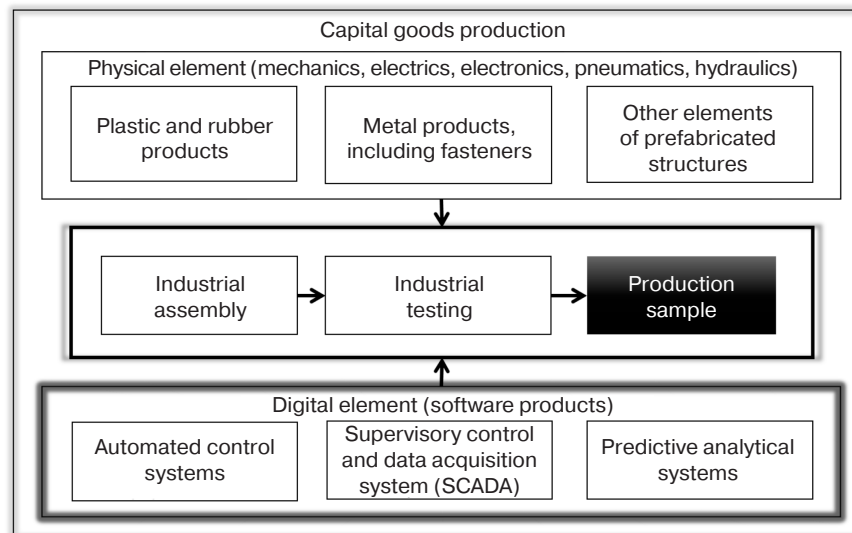 Capital goods production
Physical element (mechanics, electrics, electronics, pneumatics, hydraulics)
Plastic and rubber
products
Metal products,
including fasteners
Other elements
of prefabricated
structures
Industrial
assembly
Industrial
testing
Production
sample
Digital element (software products)
Automated control
systems
Supervisory control
and data acquisition
system (SCADA)
Predictive analytical
systems